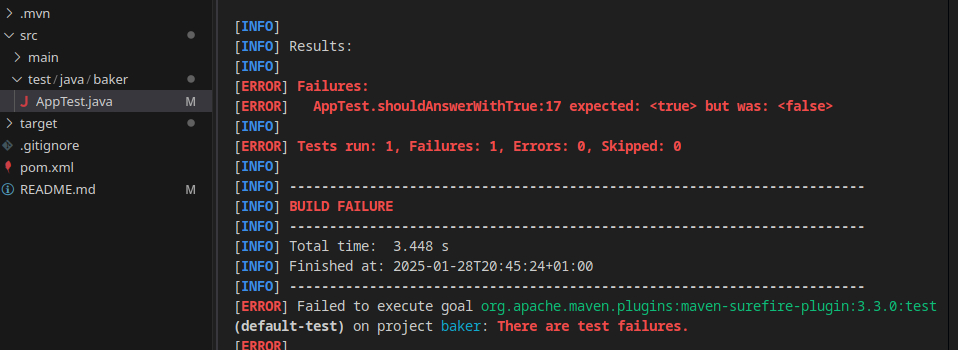 .mvn
src
main
test/java/baker
AppTest.java M
target
.gitignore
pom.xml
README.md M
[INFO]
[INFO] Results:
[INFO]
[ERROR] Failures:
[ERROR]   AppTest.shouldAnswerWithTrue:17 expected: <true> but was: <false>
[INFO]
[ERROR] Tests run: 1, Failures: 1, Errors: 0, Skipped: 0
[INFO]
[INFO] ------------------------------------------------------------------------
[INFO] BUILD FAILURE
[INFO] ------------------------------------------------------------------------
[INFO] Total time:  3.448 s
[INFO] Finished at: 2025-01-28T20:45:24+01:00
[INFO] ------------------------------------------------------------------------
[ERROR] Failed to execute goal org.apache.maven.plugins:maven-surefire-plugin:3.3.0:test
(default-test) on project baker: There are test failures.
[ERROR]